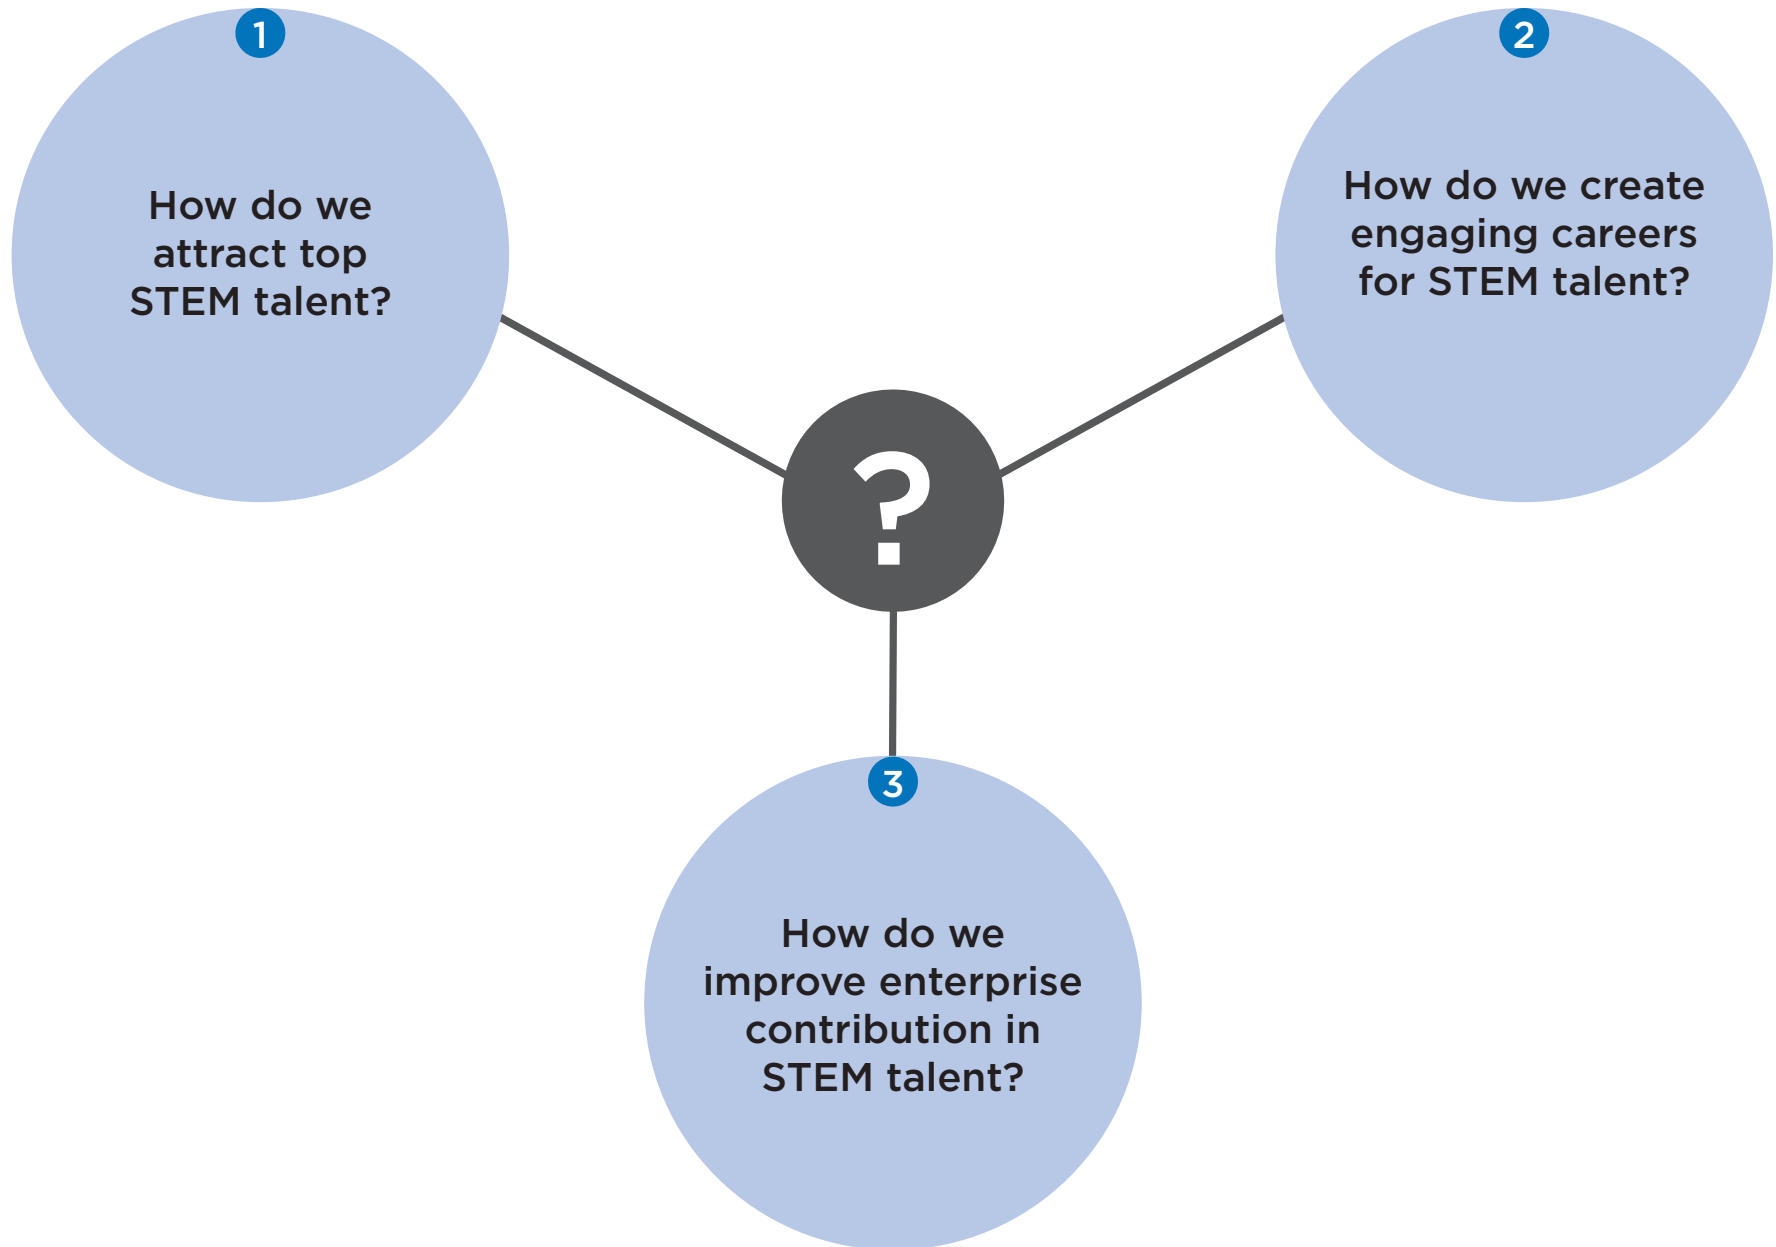 1
How do we
attract top
STEM talent?
2
How do we create
engaging careers
for STEM talent?
?
3
How do we
improve enterprise
contribution in
STEM talent?